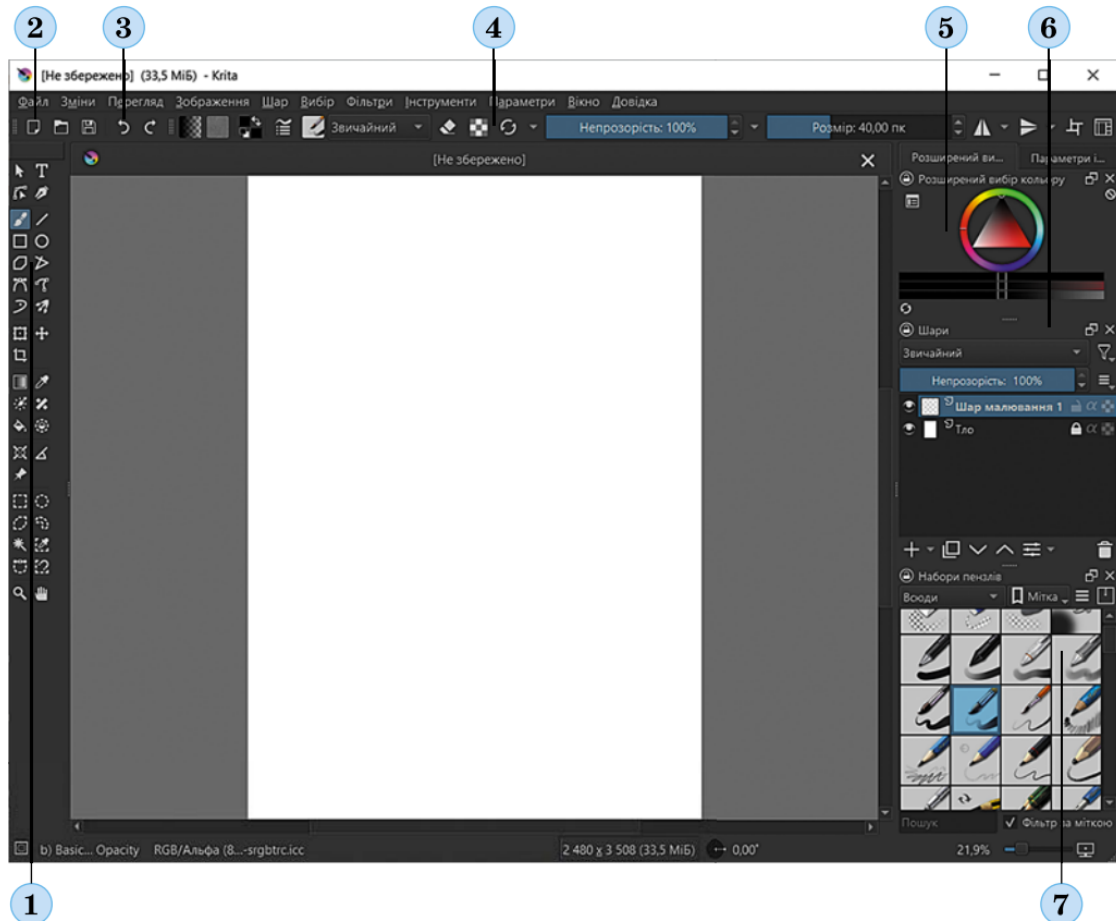 2 3 4 5 6
[Не збережено] (33,5 МіБ) - Krita
Файл Зміни Перегляд Зображення Шар Вибір Фільтри Інструменти Параметри Вікно Довідка
Звичайний Непрозорість: 100% Розмір: 40,00 пк
[Не збережено]
Розширений ви... Параметри і...
Розширений вибір кольору
Шари
Звичайний
Непрозорість: 100%
Шар малювання 1
Тло
Набори пензлів
Вооди Мітка
Пошук Фільтр за міткою
b) Basic... Opacity RGB/Альфа (8...-srgbtrc.icc 2 480 x 3 508 (33,5 МіБ) 0,00° 21,9%
1 7